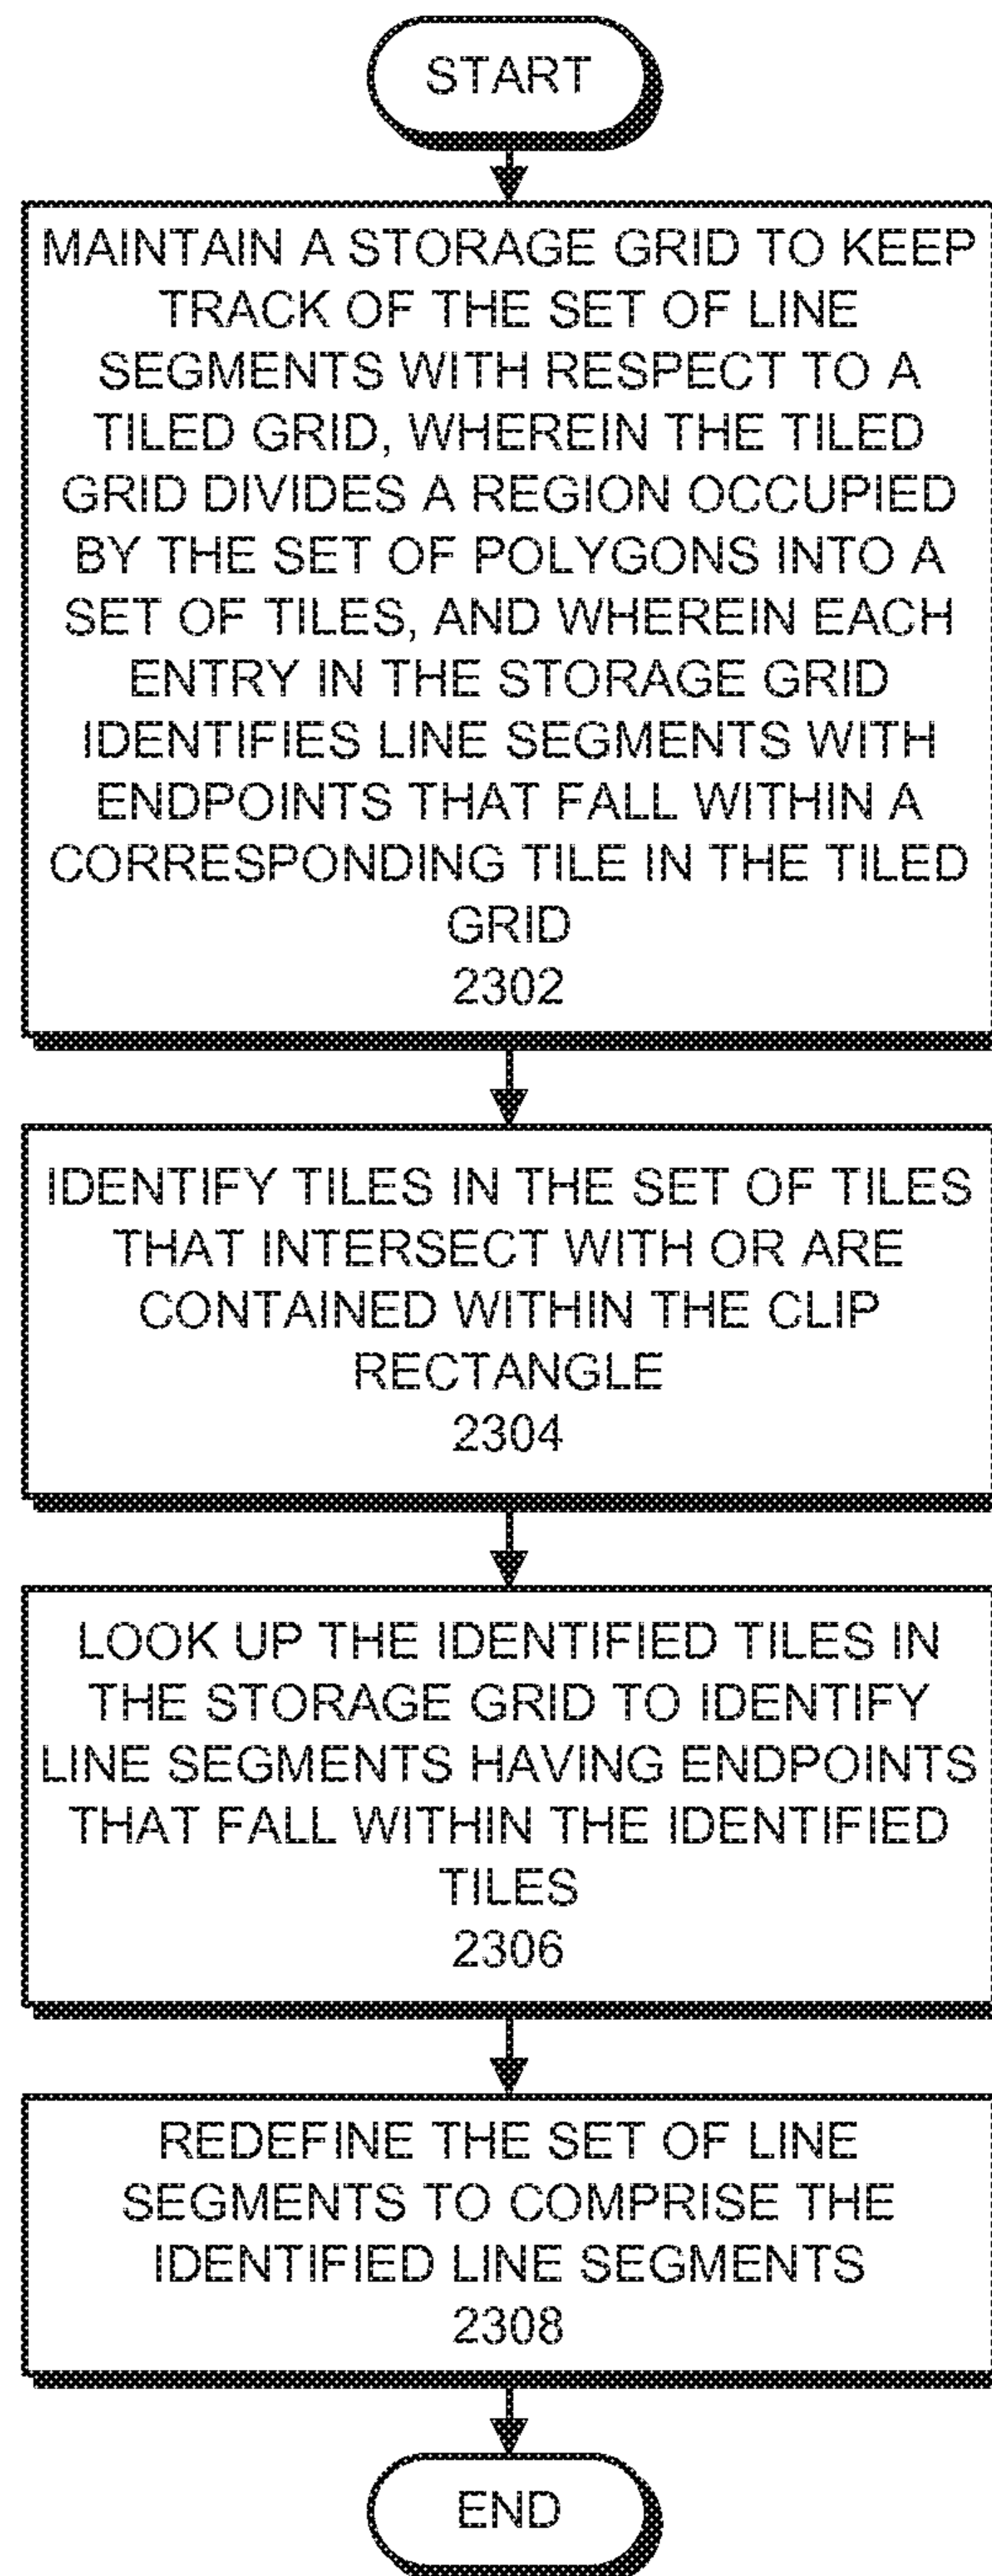 START
MAINTAIN A STORAGE GRID TO KEEP
TRACK OF THE SET OF LINE
SEGMENTS WITH RESPECT TO A
TILED GRID, WHEREIN THE TILED
GRID DIVIDES A REGION OCCUPIED
BY THE SET OF POLYGONS INTO A
SET OF TILES, AND WHEREIN EACH
ENTRY IN THE STORAGE GRID
IDENTIFIES LINE SEGMENTS WITH
ENDPOINTS THAT FALL WITHIN A
CORRESPONDING TILE IN THE TILED
GRID
2302
IDENTIFY TILES IN THE SET OF TILES
THAT INTERSECT WITH OR ARE
CONTAINED WITHIN THE CLIP
RECTANGLE
2304
LOOK UP THE IDENTIFIED TILES IN
THE STORAGE GRID TO IDENTIFY
LINE SEGMENTS HAVING ENDPOINTS
THAT FALL WITHIN THE IDENTIFIED
TILES
2306
REDEFINE THE SET OF LINE
SEGMENTS TO COMPRISE THE
IDENTIFIED LINE SEGMENTS
2308
END